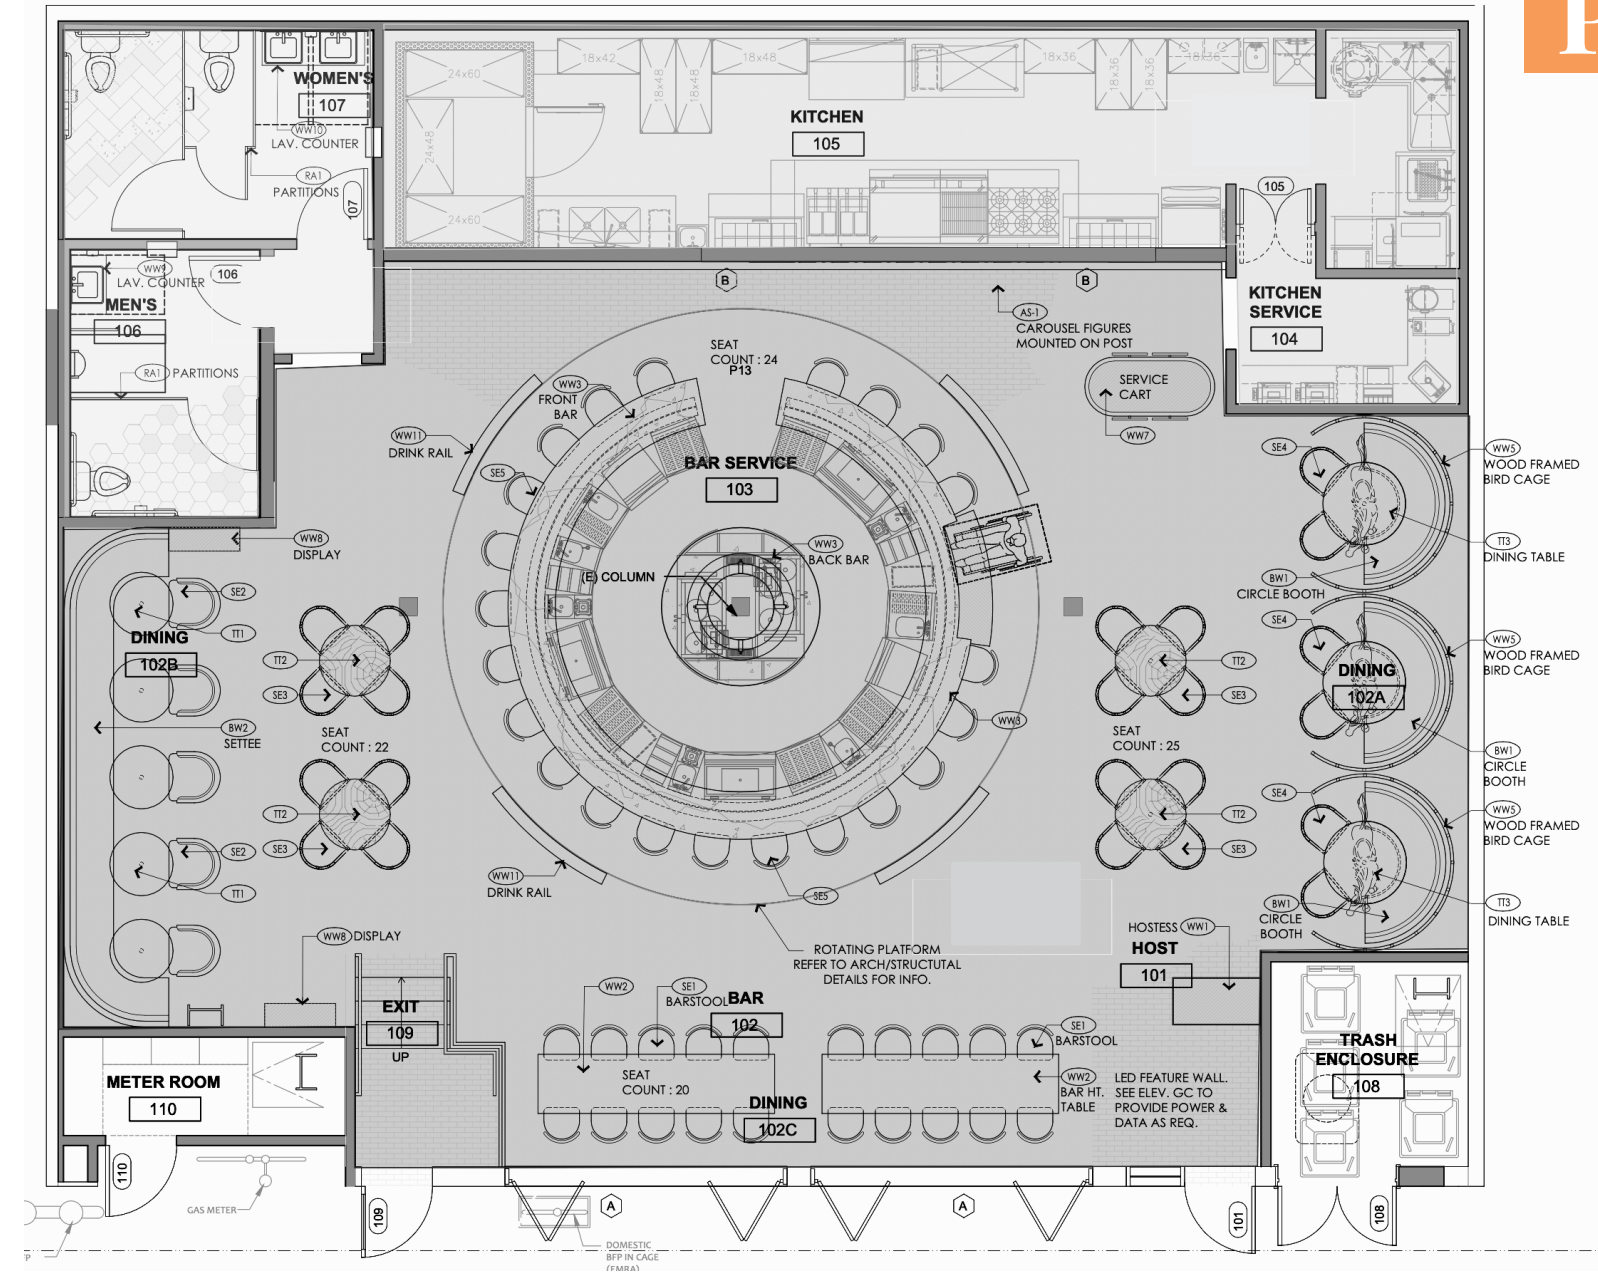 P
WOMEN'S
107
WW10
LAV. COUNTER
RA1
PARTITIONS
107
WW9
LAV. COUNTER
106
MEN'S
106
RA1 PARTITIONS
24x60
24x48
24x60
18x42
18x48
18x48
18x48
18x36
18x36
18x36
18x36
KITCHEN
105
105
KITCHEN
SERVICE
104
B
B
AS-1
CAROUSEL FIGURES
MOUNTED ON POST
SEAT
COUNT : 24
P13
SERVICE
CART
WW7
WW3
FRONT
BAR
WW11
DRINK RAIL
SE5
BAR SERVICE
103
WW3
BACK BAR
(E) COLUMN
SE4
WW5
WOOD FRAMED
BIRD CAGE
TT3
DINING TABLE
BW1
CIRCLE BOOTH
WW8
DISPLAY
SE2
TT1
DINING
102B
TT2
SE3
BW2
SETTEE
SEAT
COUNT : 22
TT2
SE3
SE2
TT1
WW3
TT2
SE3
SEAT
COUNT : 25
TT2
SE3
SE4
WW5
WOOD FRAMED
BIRD CAGE
DINING
102A
BW1
CIRCLE
BOOTH
SE4
WW5
WOOD FRAMED
BIRD CAGE
BW1
CIRCLE
BOOTH
TT3
DINING TABLE
WW11
DRINK RAIL
SE5
WW8 DISPLAY
ROTATING PLATFORM
REFER TO ARCH/STRUCTUTAL
DETAILS FOR INFO.
HOSTESS WW1
HOST
101
EXIT
109
UP
WW2
SE1
BARSTOOL
BAR
102
SE1
BARSTOOL
SEAT
COUNT : 20
WW2
BAR HT.
TABLE
LED FEATURE WALL.
SEE ELEV. GC TO
PROVIDE POWER &
DATA AS REQ.
DINING
102C
TRASH
ENCLOSURE
108
METER ROOM
110
110
GAS METER
109
A
A
101
108
DOMESTIC
BFP IN CAGE
(EMRA)